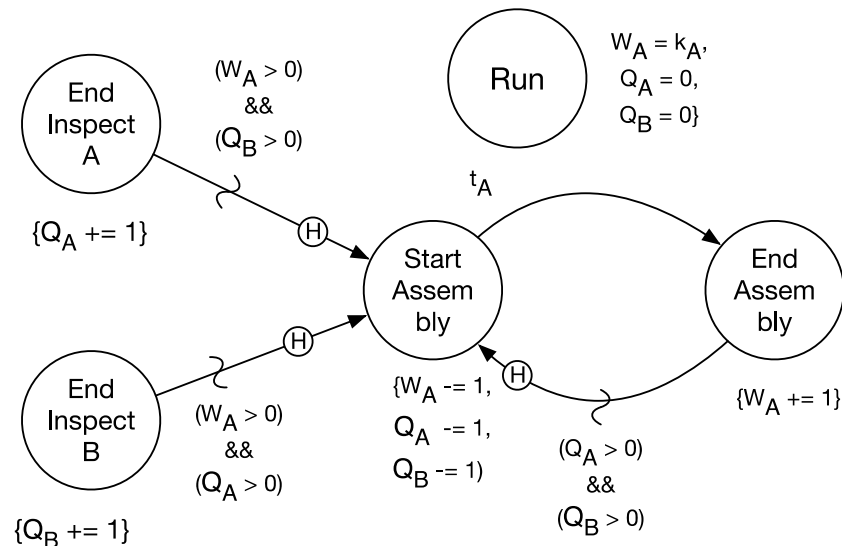 End
Inspect
A
{Q_A += 1}
(W_A > 0)
&&
(Q_B > 0)
H
Run
W_A = k_A,
Q_A = 0,
Q_B = 0}
t_A
Start
Assem
bly
{W_A -= 1,
Q_A -= 1,
Q_B -= 1)
End
Assem
bly
{W_A += 1}
H
(Q_A > 0)
&&
(Q_B > 0)
End
Inspect
B
{Q_B += 1}
H
(W_A > 0)
&&
(Q_A > 0)